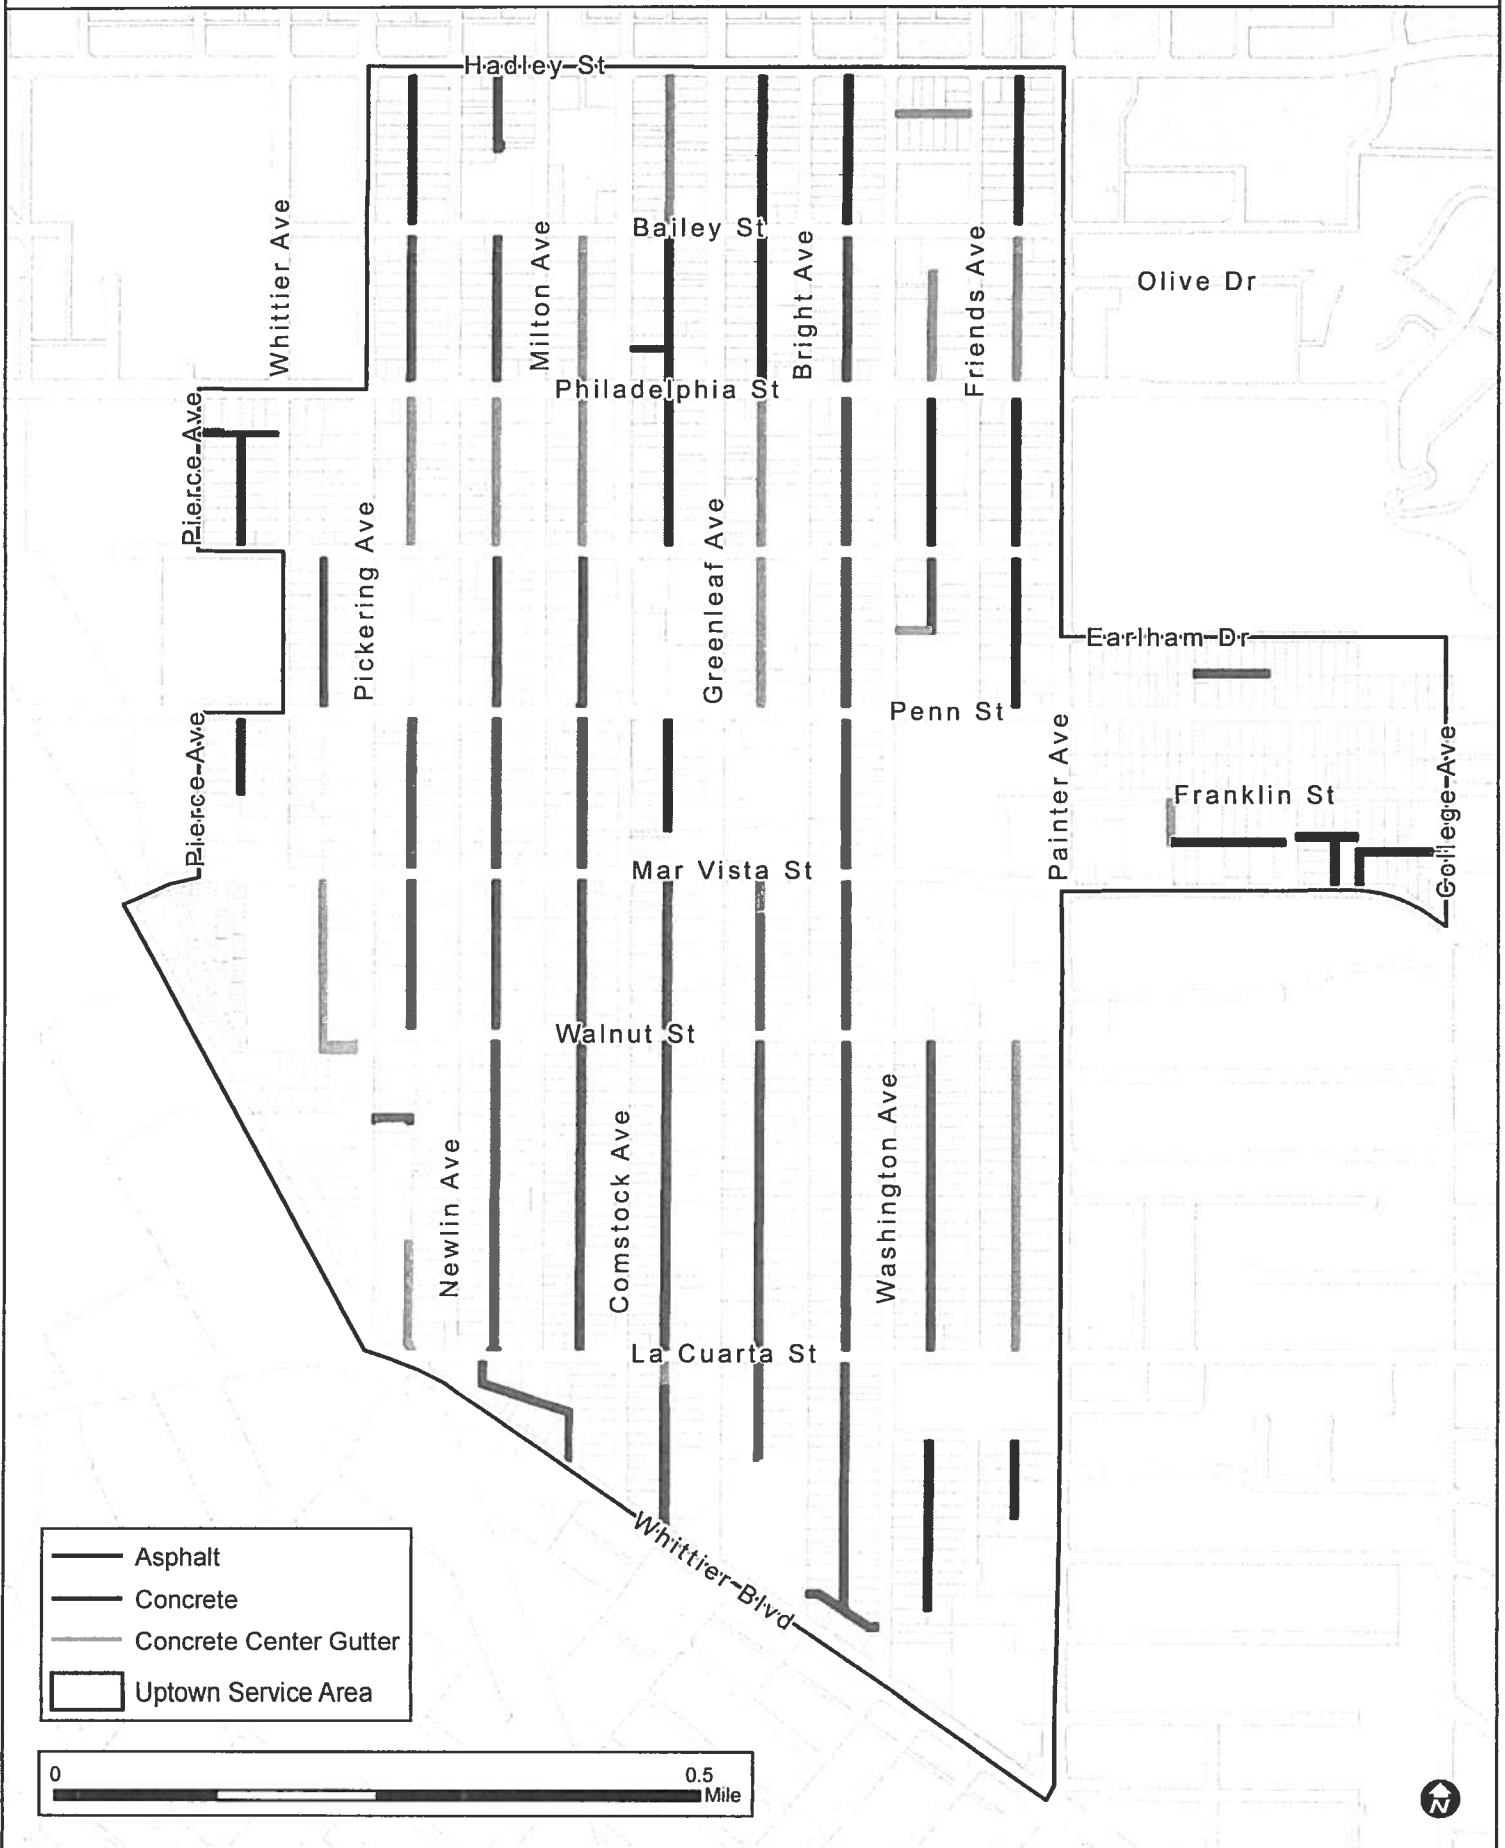 Hadley St
Whittier Ave
Milton Ave
Bailey St
Bright Ave
Friends Ave
Olive Dr
Philadelphia St
Pierce Ave
Pickering Ave
Greenleaf Ave
Earlham Dr
Penn St
Pierce Ave
Painter Ave
Franklin St
College Ave
Mar Vista St
Walnut St
Newlin Ave
Comstock Ave
Washington Ave
La Cuarta St
Whittier Blvd
Asphalt
Concrete
Concrete Center Gutter
Uptown Service Area
0 0.5
Mile
N